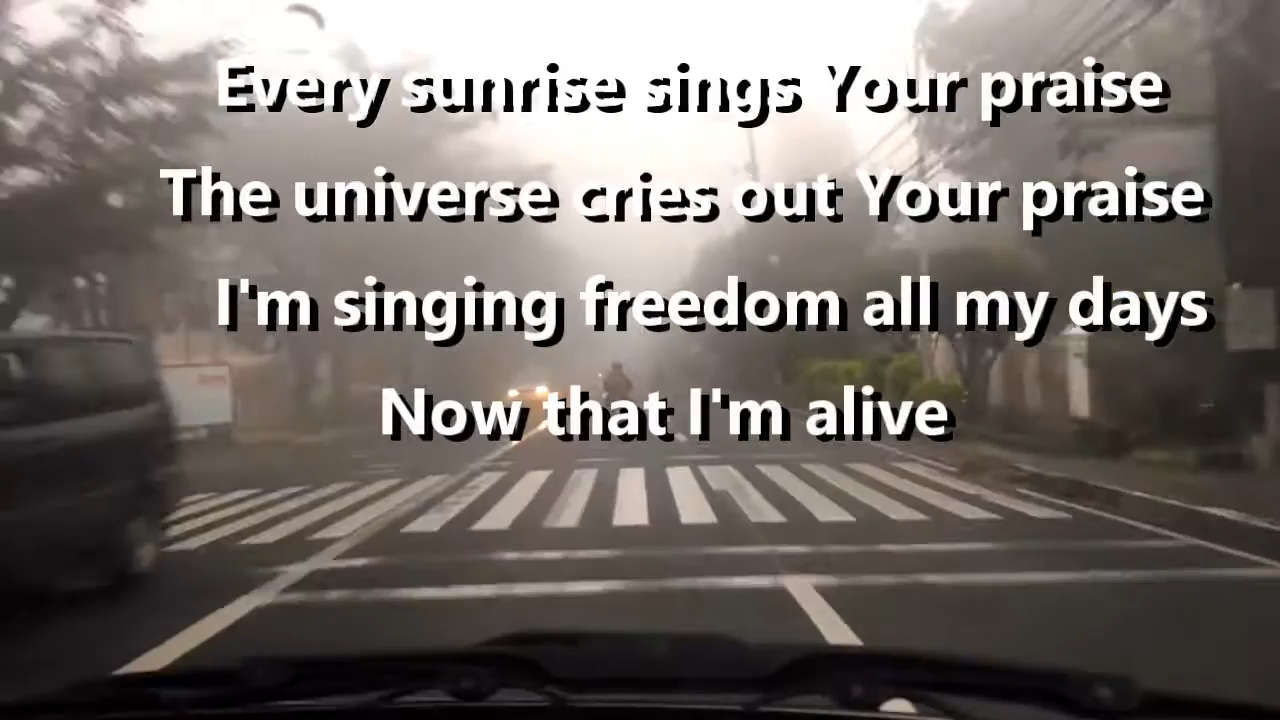 Every sunrise sings Your praise
The universe cries out Your praise
I'm singing freedom all my days
Now that I'm alive